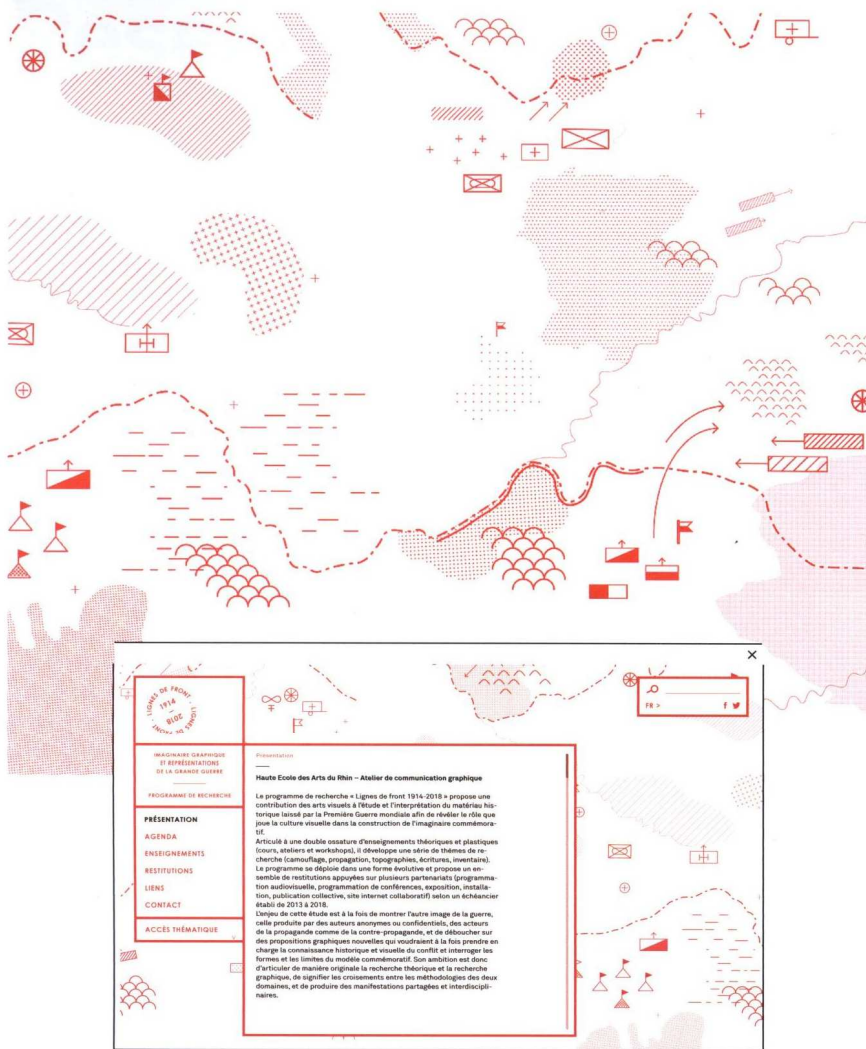 LIGNES DE FRONT · LIGNES DE FRONT ·
1914
–
2018
FR >
IMAGINAIRE GRAPHIQUE
ET REPRÉSENTATIONS
DE LA GRANDE GUERRE
PROGRAMME DE RECHERCHE
PRÉSENTATION
AGENDA
ENSEIGNEMENTS
RESTITUTIONS
LIENS
CONTACT
ACCÈS THÉMATIQUE
Présentation
Haute Ecole des Arts du Rhin – Atelier de communication graphique
Le programme de recherche « Lignes de front 1914-2018 » propose une
contribution des arts visuels à l'étude et l'interprétation du matériau his-
torique laissé par la Première Guerre mondiale afin de révéler le rôle que
joue la culture visuelle dans la construction de l'imaginaire commémora-
tif.
Articulé à une double ossature d'enseignements théoriques et plastiques
(cours, ateliers et workshops), il développe une série de thèmes de re-
cherche (camouflage, propagation, topographies, écritures, inventaire).
Le programme se déploie dans une forme évolutive et propose un en-
semble de restitutions appuyées sur plusieurs partenariats (programma-
tion audiovisuelle, programmation de conférences, exposition, installa-
tion, publication collective, site internet collaboratif) selon un échéancier
établi de 2013 à 2018.
L'enjeu de cette étude est à la fois de montrer l'autre image de la guerre,
celle produite par des auteurs anonymes ou confidentiels, des acteurs
de la propagande comme de la contre-propagande, et de déboucher sur
des propositions graphiques nouvelles qui voudraient à la fois prendre en
charge la connaissance historique et visuelle du conflit et interroger les
formes et les limites du modèle commémoratif. Son ambition est donc
d'articuler de manière originale la recherche théorique et la recherche
graphique, de signifier les croisements entre les méthodologies des deux
domaines, et de produire des manifestations partagées et interdiscipli-
naires.